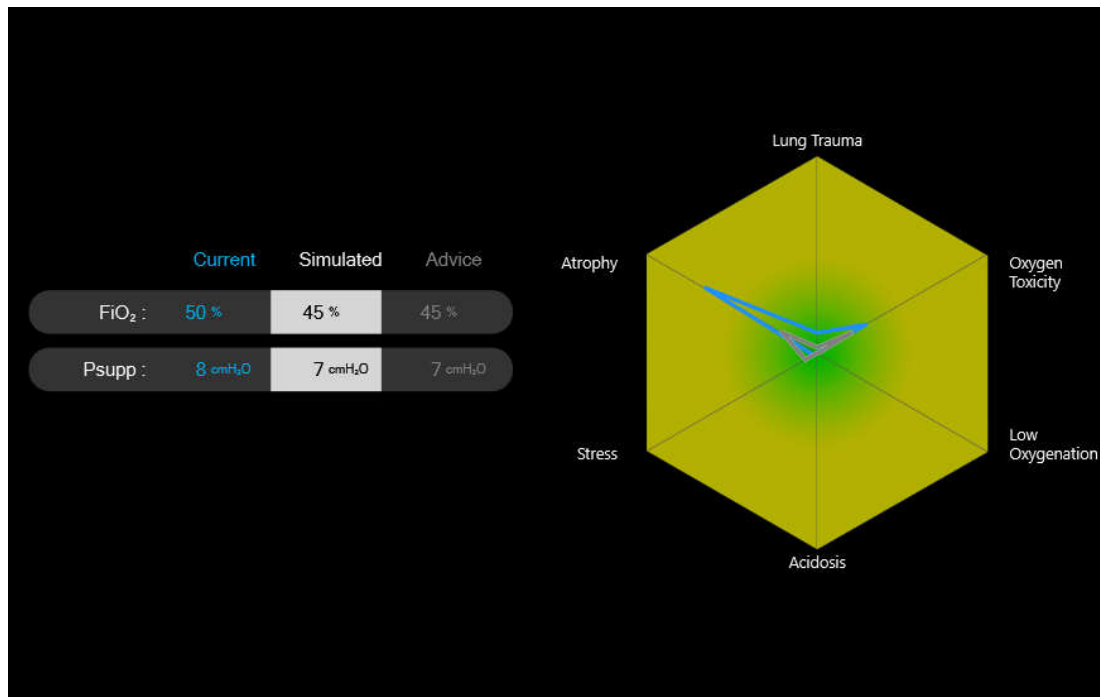 Lung Trauma
Current Simulated Advice
Atrophy
Oxygen
Toxicity
FiO₂ : 50 % 45 % 45 %
Psupp : 8 cmH₂O 7 cmH₂O 7 cmH₂O
Stress
Low
Oxygenation
Acidosis